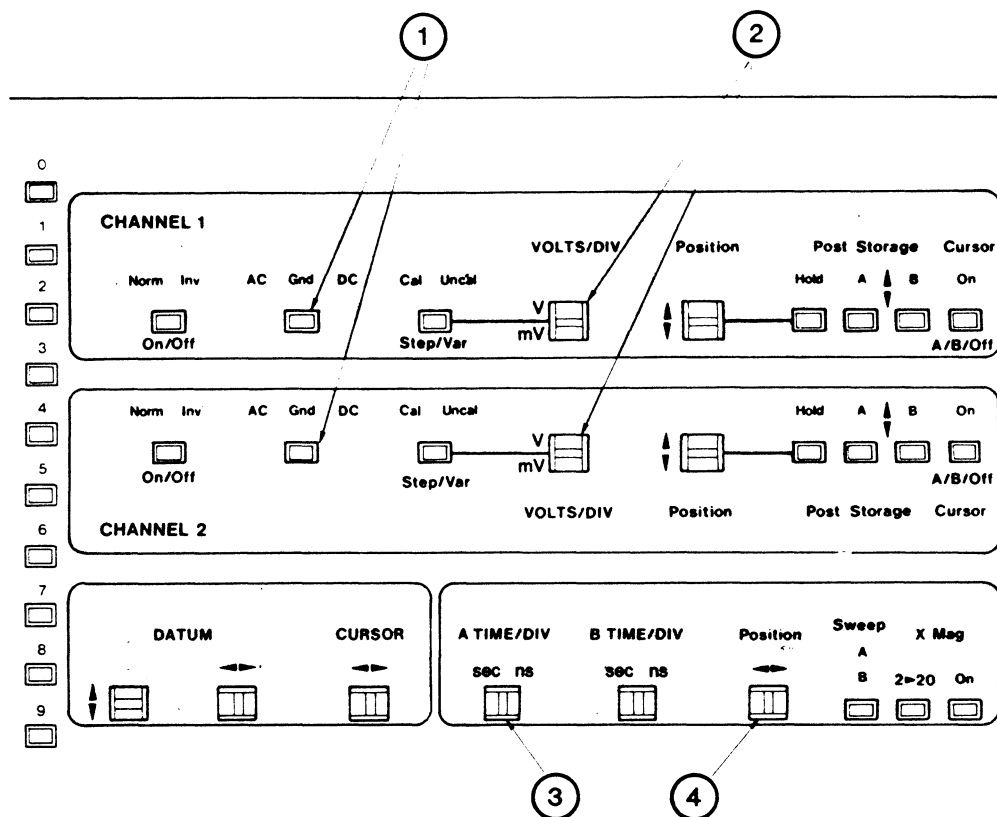 1 2
0
1
2
3
4
5
6
7
8
9
CHANNEL 1
VOLTS/DIV Position Post Storage Cursor
Norm Inv AC Gnd DC Cal Uncal Hold A B On
V
mV
On/Off Step/Var A/B/Off
Norm Inv AC Gnd DC Cal Uncal Hold A B On
V
mV
On/Off Step/Var A/B/Off
VOLTS/DIV Position Post Storage Cursor
CHANNEL 2
DATUM CURSOR
A TIME/DIV B TIME/DIV Position Sweep X Mag
A
sec ns sec ns B 2►20 On
3 4